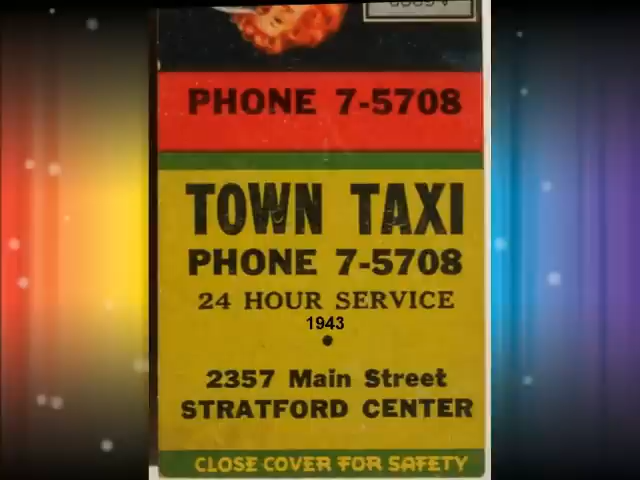 PHONE 7-5708
TOWN TAXI
PHONE 7-5708
24 HOUR SERVICE
1943
2357 Main Street
STRATFORD CENTER
CLOSE COVER FOR SAFETY